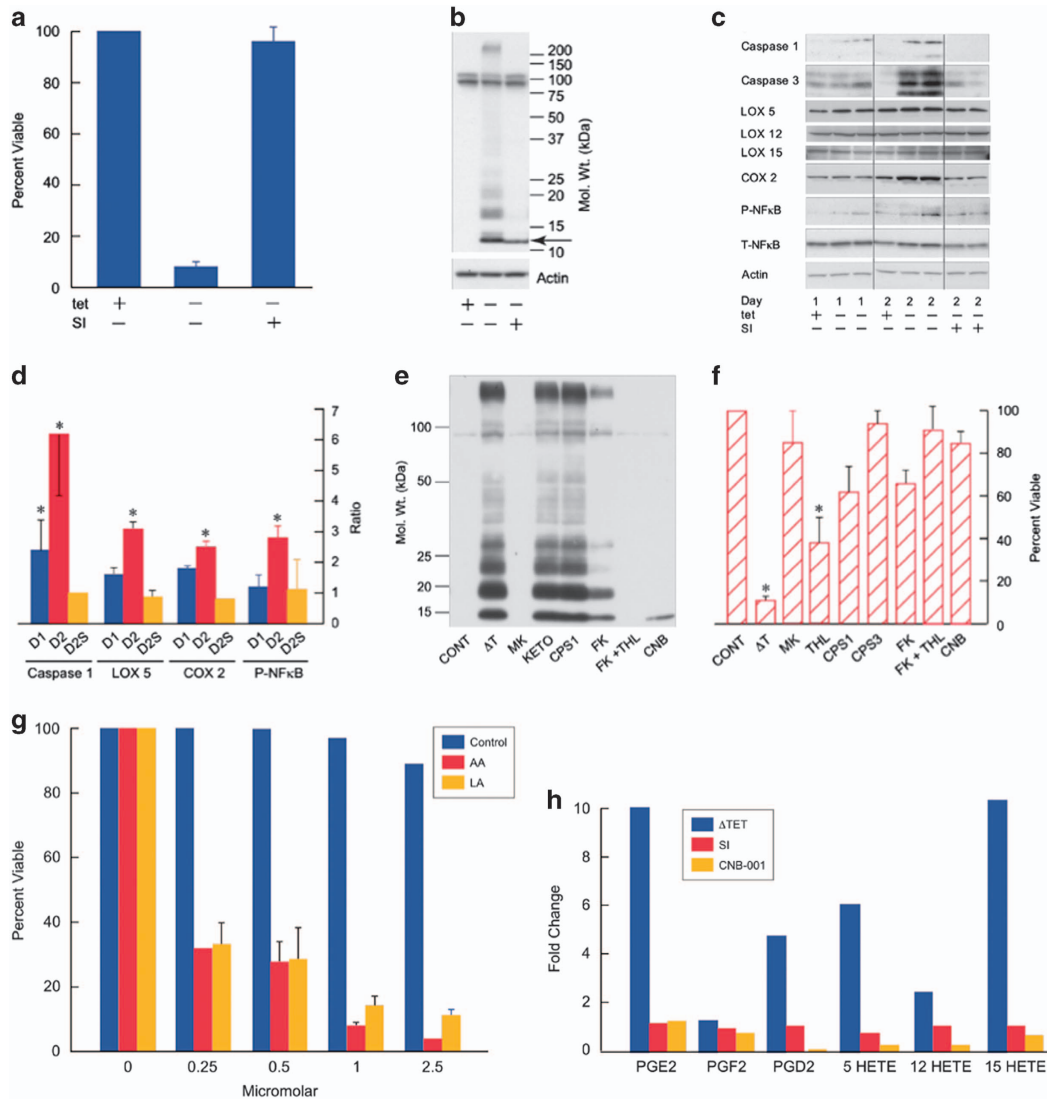 a
Percent Viable
100
80
60
40
20
0
tet + − −
SI − − +
b
200
150
100
75
50
37
25
20
15
10
Mol. Wt. (kDa)
Actin
+ − −
− − +
c
Caspase 1
Caspase 3
LOX 5
LOX 12
LOX 15
COX 2
P-NFκB
T-NFκB
Actin
Day 1 1 1 2 2 2 2 2
tet + − − + − − − −
SI − − − − − − + +
d
7
6
5
4
3
2
1
0
Ratio
* * * * *
D1 D2 D2S D1 D2 D2S D1 D2 D2S D1 D2 D2S
Caspase 1 LOX 5 COX 2 P-NFκB
e
Mol. Wt. (kDa)
100
50
25
20
15
CONT ΔT MK KETO CPS1 FK FK +THL CNB
f
100
80
60
40
20
0
Percent Viable
* *
CONT ΔT MK THL CPS1 CPS3 FK FK + THL CNB
g
Percent Viable
100
80
60
40
20
0
Control
AA
LA
0 0.25 0.5 1 2.5
Micromolar
h
Fold Change
10
8
6
4
2
0
ΔTET
SI
CNB-001
PGE2 PGF2 PGD2 5 HETE 12 HETE 15 HETE